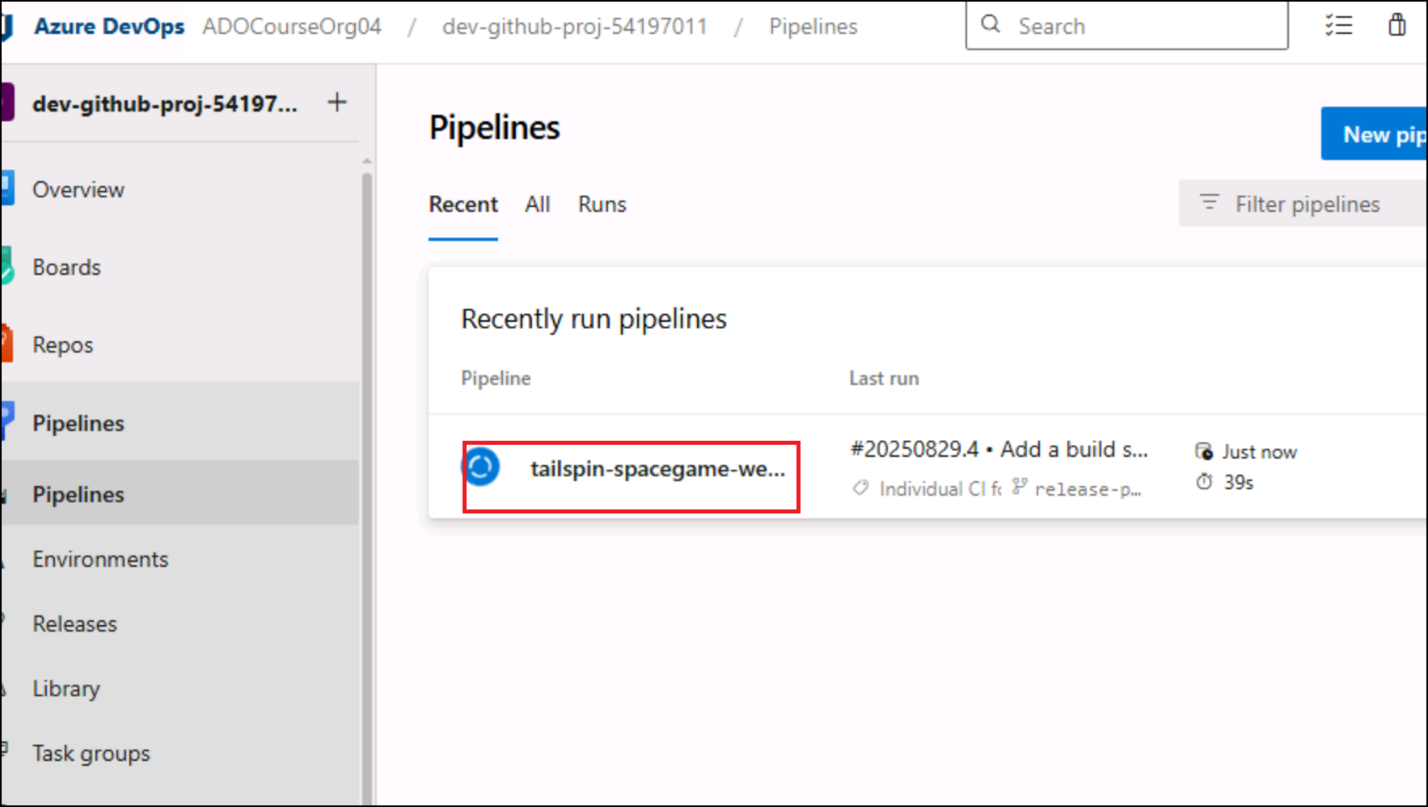 Azure DevOps ADOCourseOrg04 / dev-github-proj-54197011 / Pipelines Search
dev-github-proj-54197... +
Overview
Boards
Repos
Pipelines
Pipelines
Environments
Releases
Library
Task groups
Pipelines
New pip
Recent All Runs
Filter pipelines
Recently run pipelines
Pipeline Last run
tailspin-spacegame-we...
#20250829.4 • Add a build s...
Individual CI fo release-p...
Just now
39s